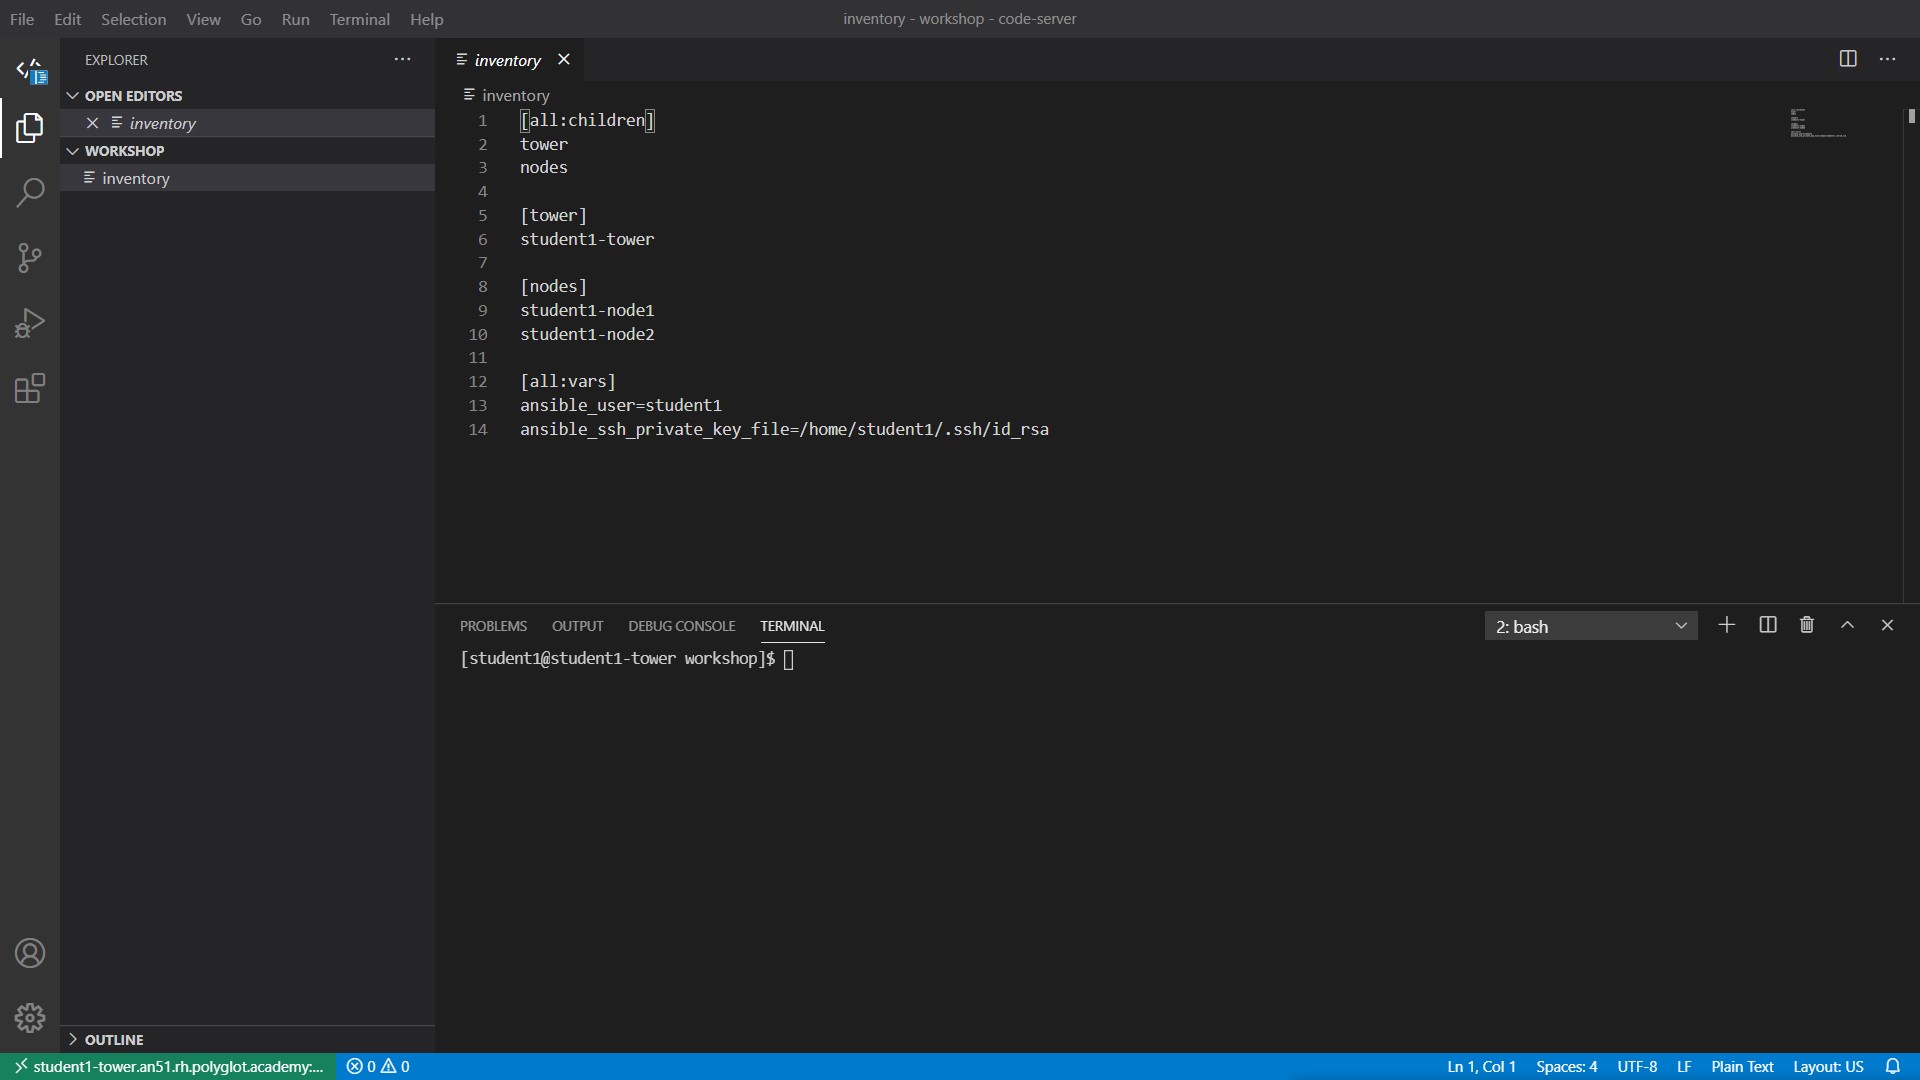 File Edit Selection View Go Run Terminal Help
inventory - workshop - code-server
EXPLORER
OPEN EDITORS
inventory
WORKSHOP
inventory
OUTLINE
inventory
inventory
1 [all:children]
2 tower
3 nodes
4
5 [tower]
6 student1-tower
7
8 [nodes]
9 student1-node1
10 student1-node2
11
12 [all:vars]
13 ansible_user=student1
14 ansible_ssh_private_key_file=/home/student1/.ssh/id_rsa
PROBLEMS OUTPUT DEBUG CONSOLE TERMINAL
2: bash
[student1@student1-tower workshop]$
student1-tower.an51.rh.polyglot.academy:... 0 0
Ln 1, Col 1 Spaces: 4 UTF-8 LF Plain Text Layout: US